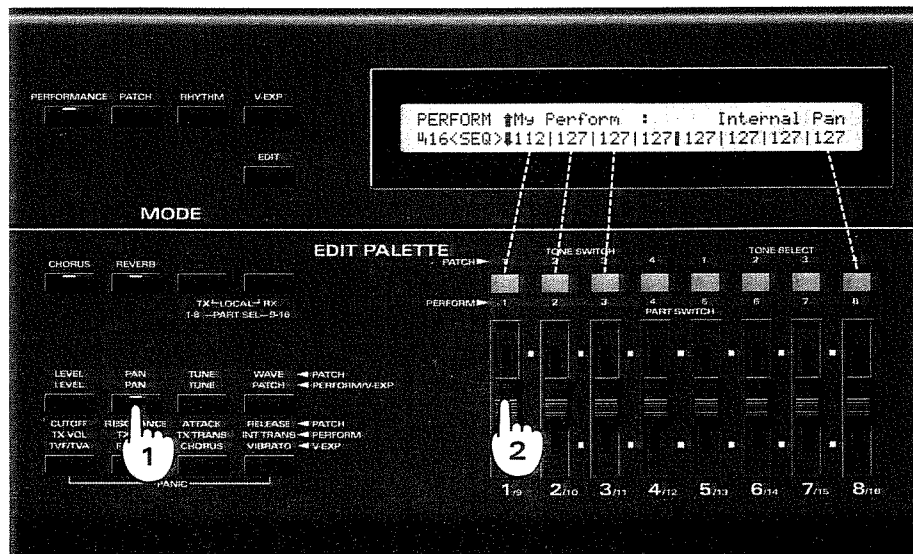 PERFORMANCE PATCH RHYTHM V-EXP
PERFORM ⬆My Perform : Internal Pan
416<SEQ>⬇112|127|127|127|127|127|127|127
EDIT
MODE
EDIT PALETTE
TONE SWITCH TONE SELECT
PATCH► 2 3 4 1 2 3 4
CHORUS REVERB
TX LOCAL RX
1-8 PART SEL 9-16
PERFORM► 1 2 3 4 5 6 7 8
PART SWITCH
LEVEL PAN TUNE WAVE ◄PATCH
LEVEL PAN TUNE PATCH ◄PERFORM/V-EXP
CUTOFF RESONANCE ATTACK RELEASE ◄PATCH
TX VOL TX TRANS INT TRANS ◄PERFORM
TVF/TVA CHORUS VIBRATO ◄V-EXP
PANIC
1
2
1/9 2/10 3/11 4/12 5/13 6/14 7/15 8/16